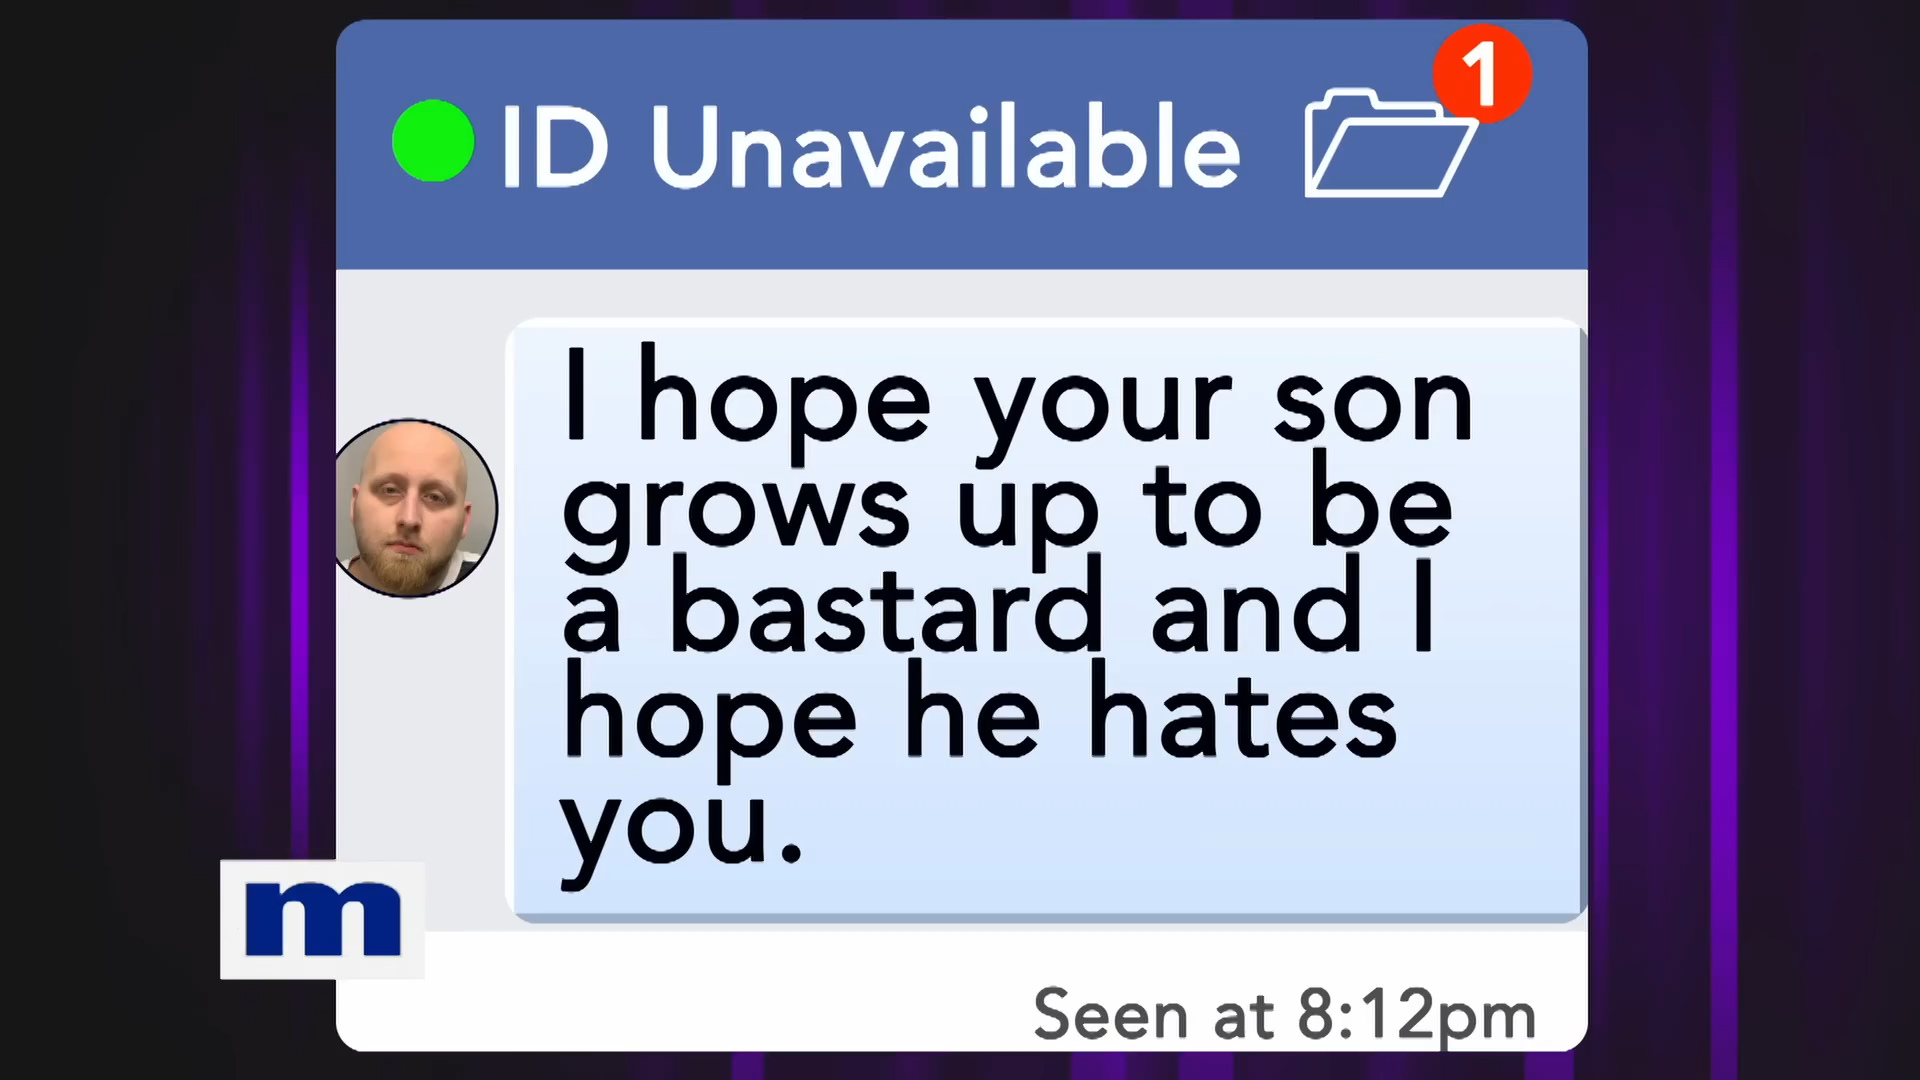 1
ID Unavailable
I hope your son
grows up to be
a bastard and I
hope he hates
you.
m
Seen at 8:12pm